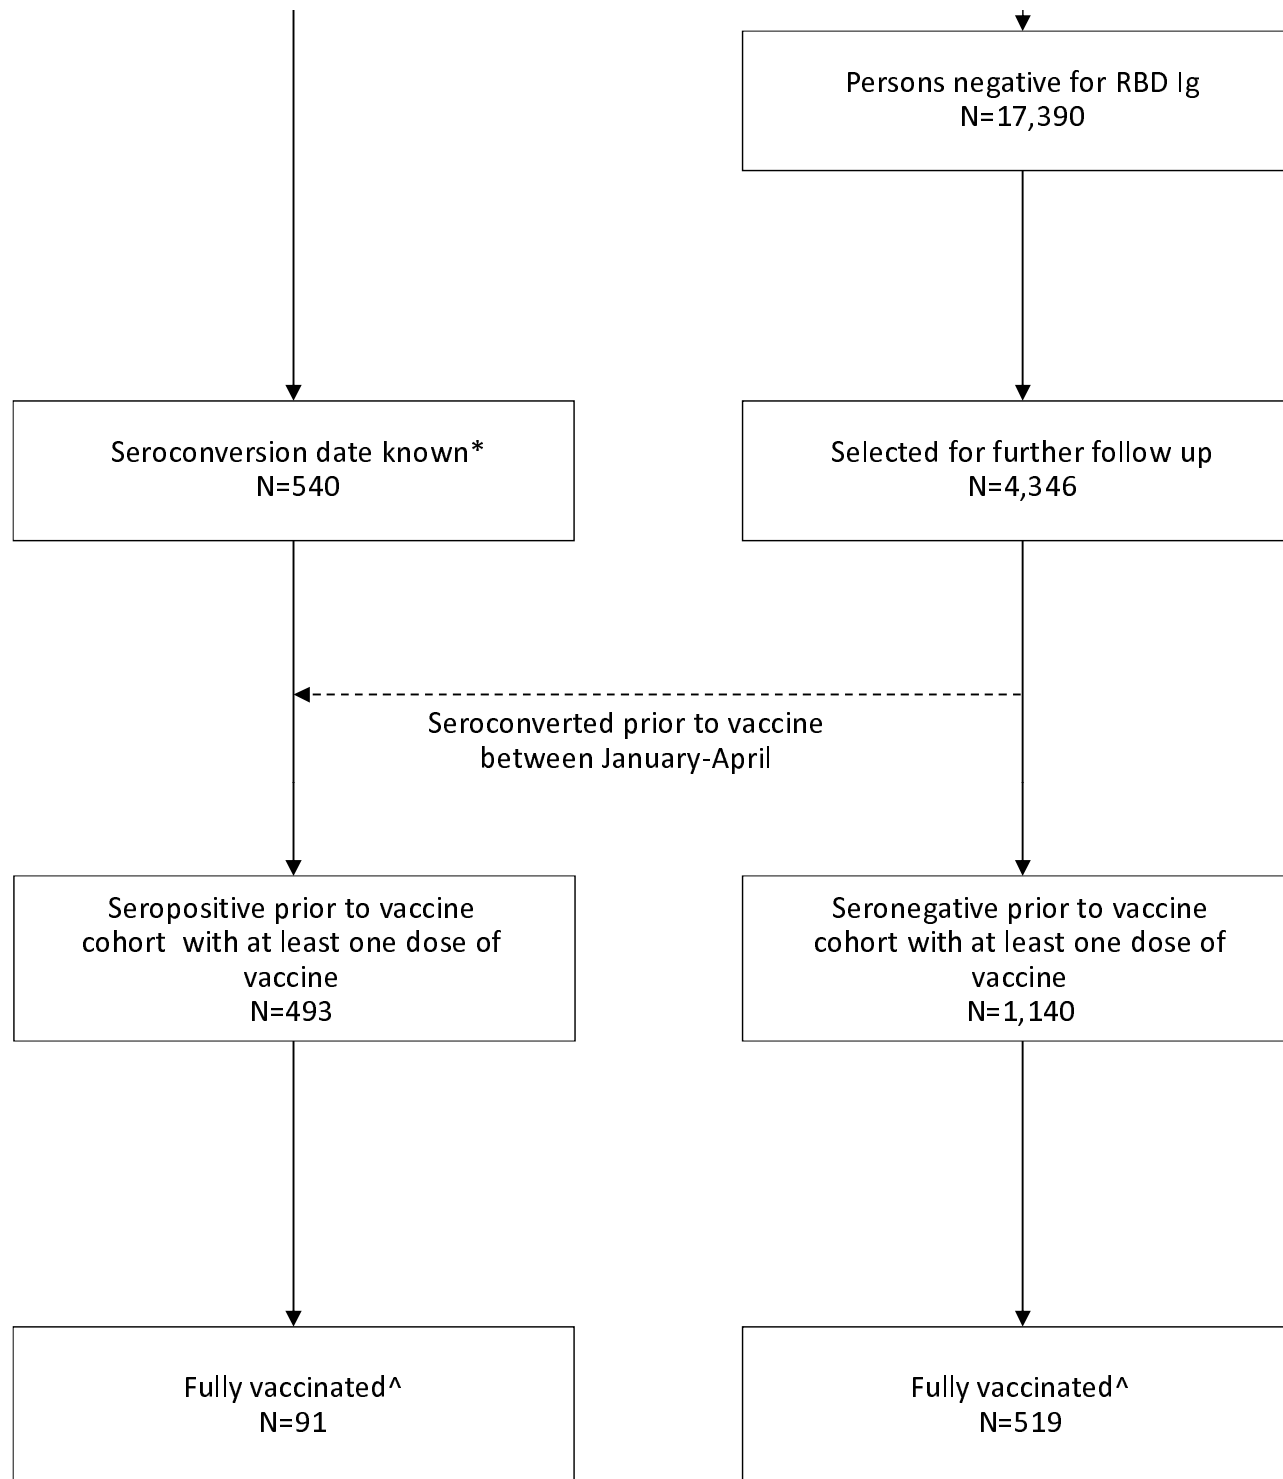 Persons negative for RBD Ig
N=17,390
Seroconversion date known*
N=540
Selected for further follow up
N=4,346
Seroconverted prior to vaccine
between January-April
Seropositive prior to vaccine
cohort with at least one dose of
vaccine
N=493
Seronegative prior to vaccine
cohort with at least one dose of
vaccine
N=1,140
Fully vaccinated^
N=91
Fully vaccinated^
N=519